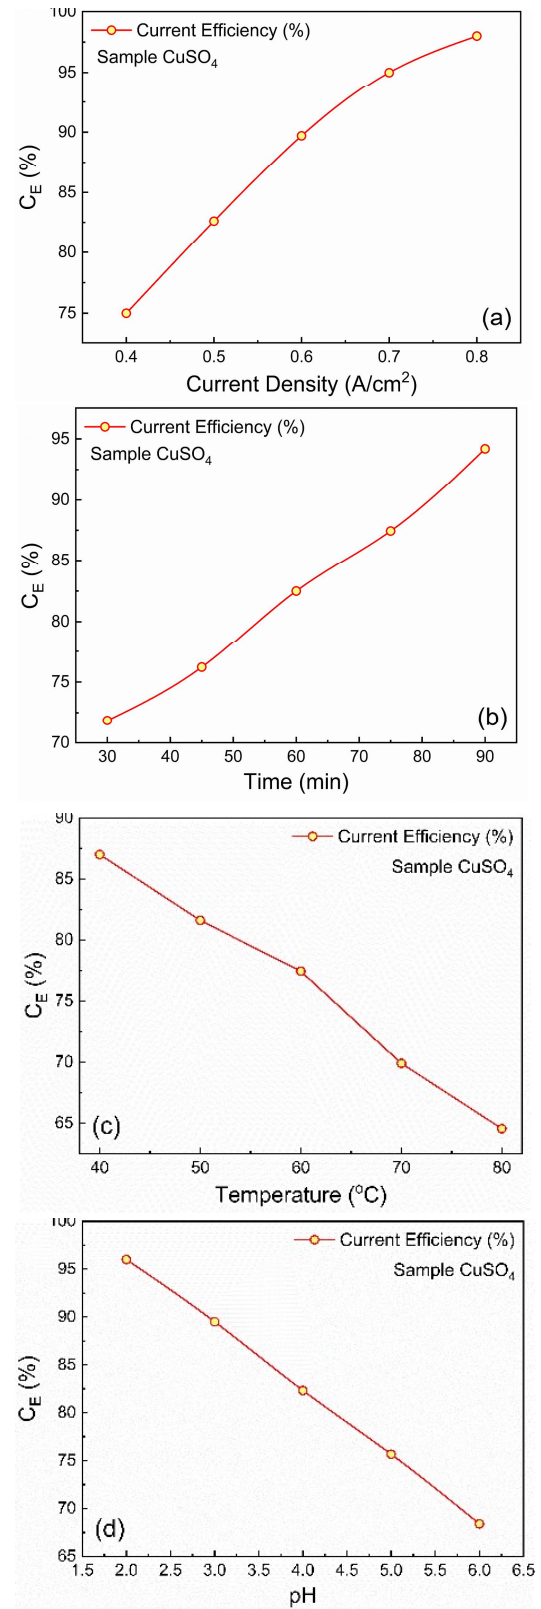 100
Current Efficiency (%)
Sample CuSO₄
95
90
85
80
75
C_E (%)
(a)
0.4 0.5 0.6 0.7 0.8
Current Density (A/cm²)
Current Efficiency (%)
Sample CuSO₄
95
90
85
80
75
70
C_E (%)
(b)
30 40 50 60 70 80 90
Time (min)
90
Current Efficiency (%)
Sample CuSO₄
85
80
75
70
65
C_E (%)
(c)
40 50 60 70 80
Temperature (°C)
100
Current Efficiency (%)
Sample CuSO₄
95
90
85
80
75
70
65
C_E (%)
(d)
1.5 2.0 2.5 3.0 3.5 4.0 4.5 5.0 5.5 6.0 6.5
pH